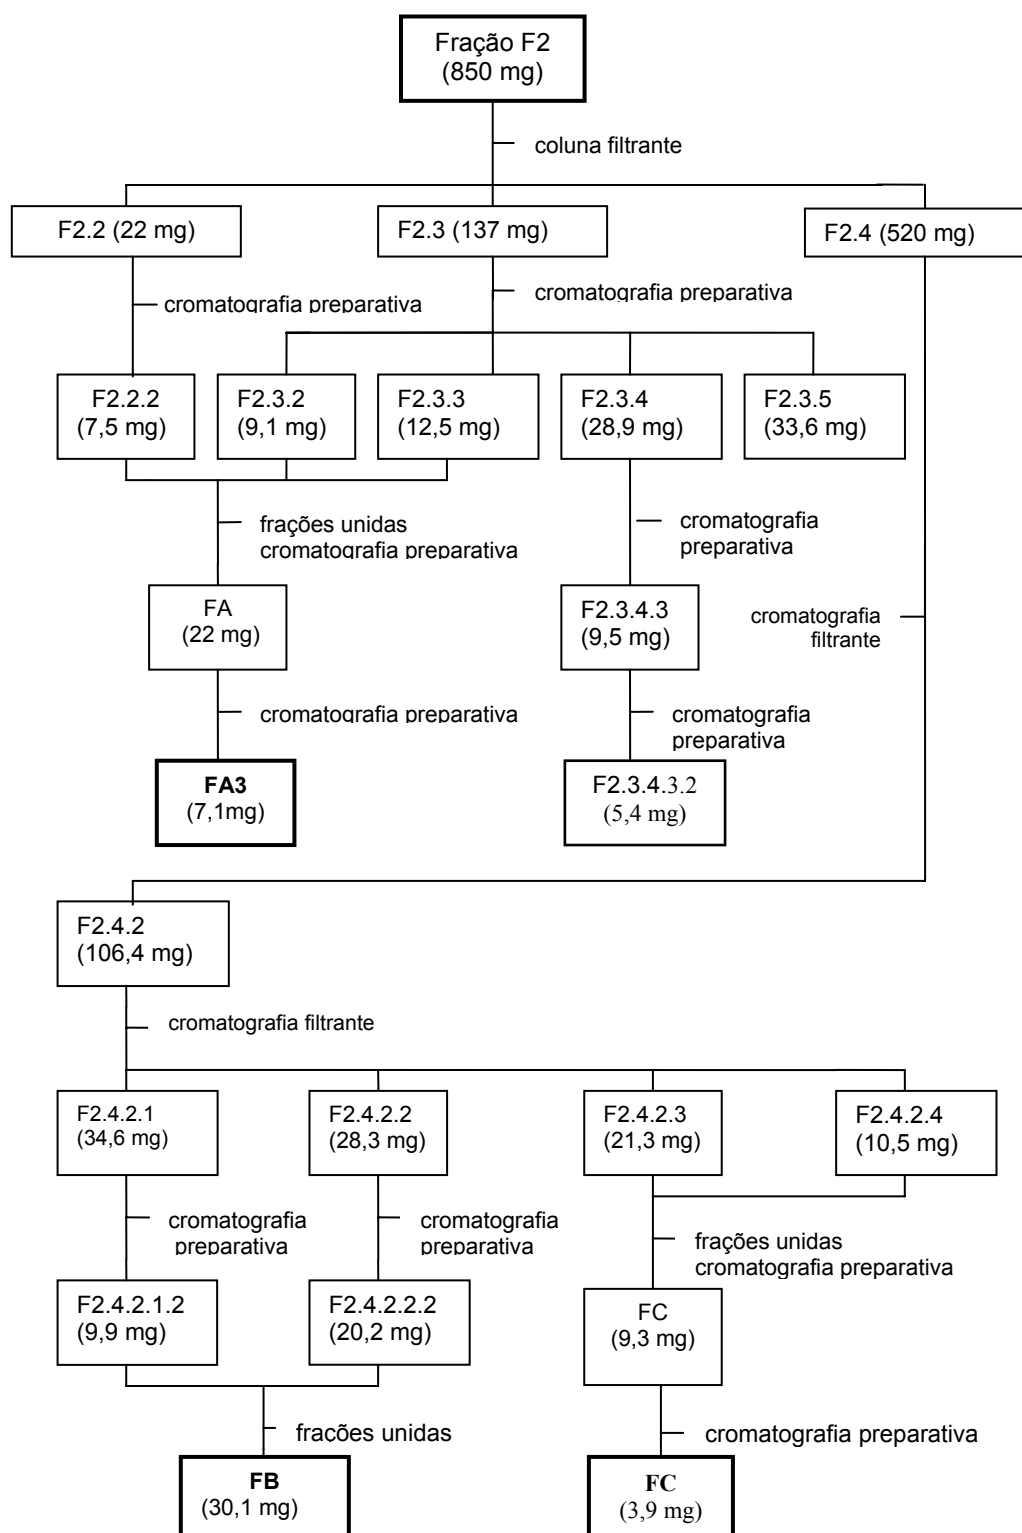 Fração F2
(850 mg)
coluna filtrante
F2.2 (22 mg)
F2.3 (137 mg)
F2.4 (520 mg)
cromatografia preparativa
cromatografia preparativa
F2.2.2
(7,5 mg)
F2.3.2
(9,1 mg)
F2.3.3
(12,5 mg)
F2.3.4
(28,9 mg)
F2.3.5
(33,6 mg)
frações unidas
cromatografia preparativa
cromatografia
preparativa
FA
(22 mg)
F2.3.4.3
(9,5 mg)
cromatografia
filtrante
cromatografia preparativa
cromatografia
preparativa
FA3
(7,1mg)
F2.3.4.3.2
(5,4 mg)
F2.4.2
(106,4 mg)
cromatografia filtrante
F2.4.2.1
(34,6 mg)
F2.4.2.2
(28,3 mg)
F2.4.2.3
(21,3 mg)
F2.4.2.4
(10,5 mg)
cromatografia
preparativa
cromatografia
preparativa
frações unidas
cromatografia preparativa
F2.4.2.1.2
(9,9 mg)
F2.4.2.2.2
(20,2 mg)
FC
(9,3 mg)
frações unidas
cromatografia preparativa
FB
(30,1 mg)
FC
(3,9 mg)